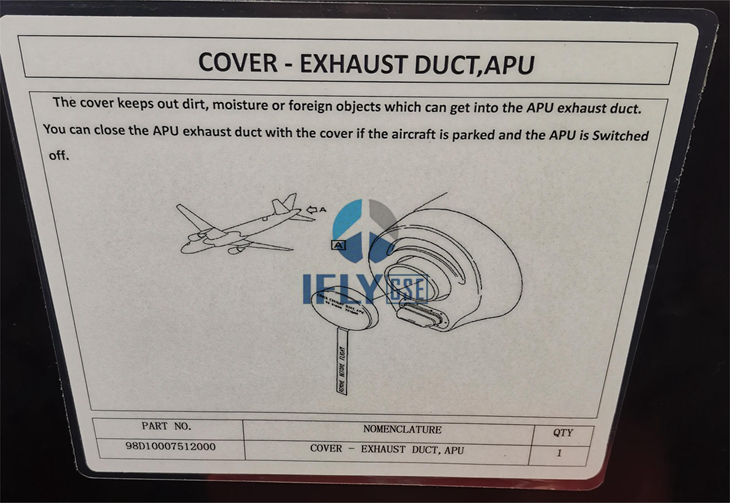 COVER - EXHAUST DUCT,APU
The cover keeps out dirt, moisture or foreign objects which can get into the APU exhaust duct.
You can close the APU exhaust duct with the cover if the aircraft is parked and the APU is Switched
off.
A
A
IFLY GSE
REMOVE BEFORE FLIGHT
PART NO. NOMENCLATURE QTY
98D10007512000 COVER - EXHAUST DUCT, APU 1